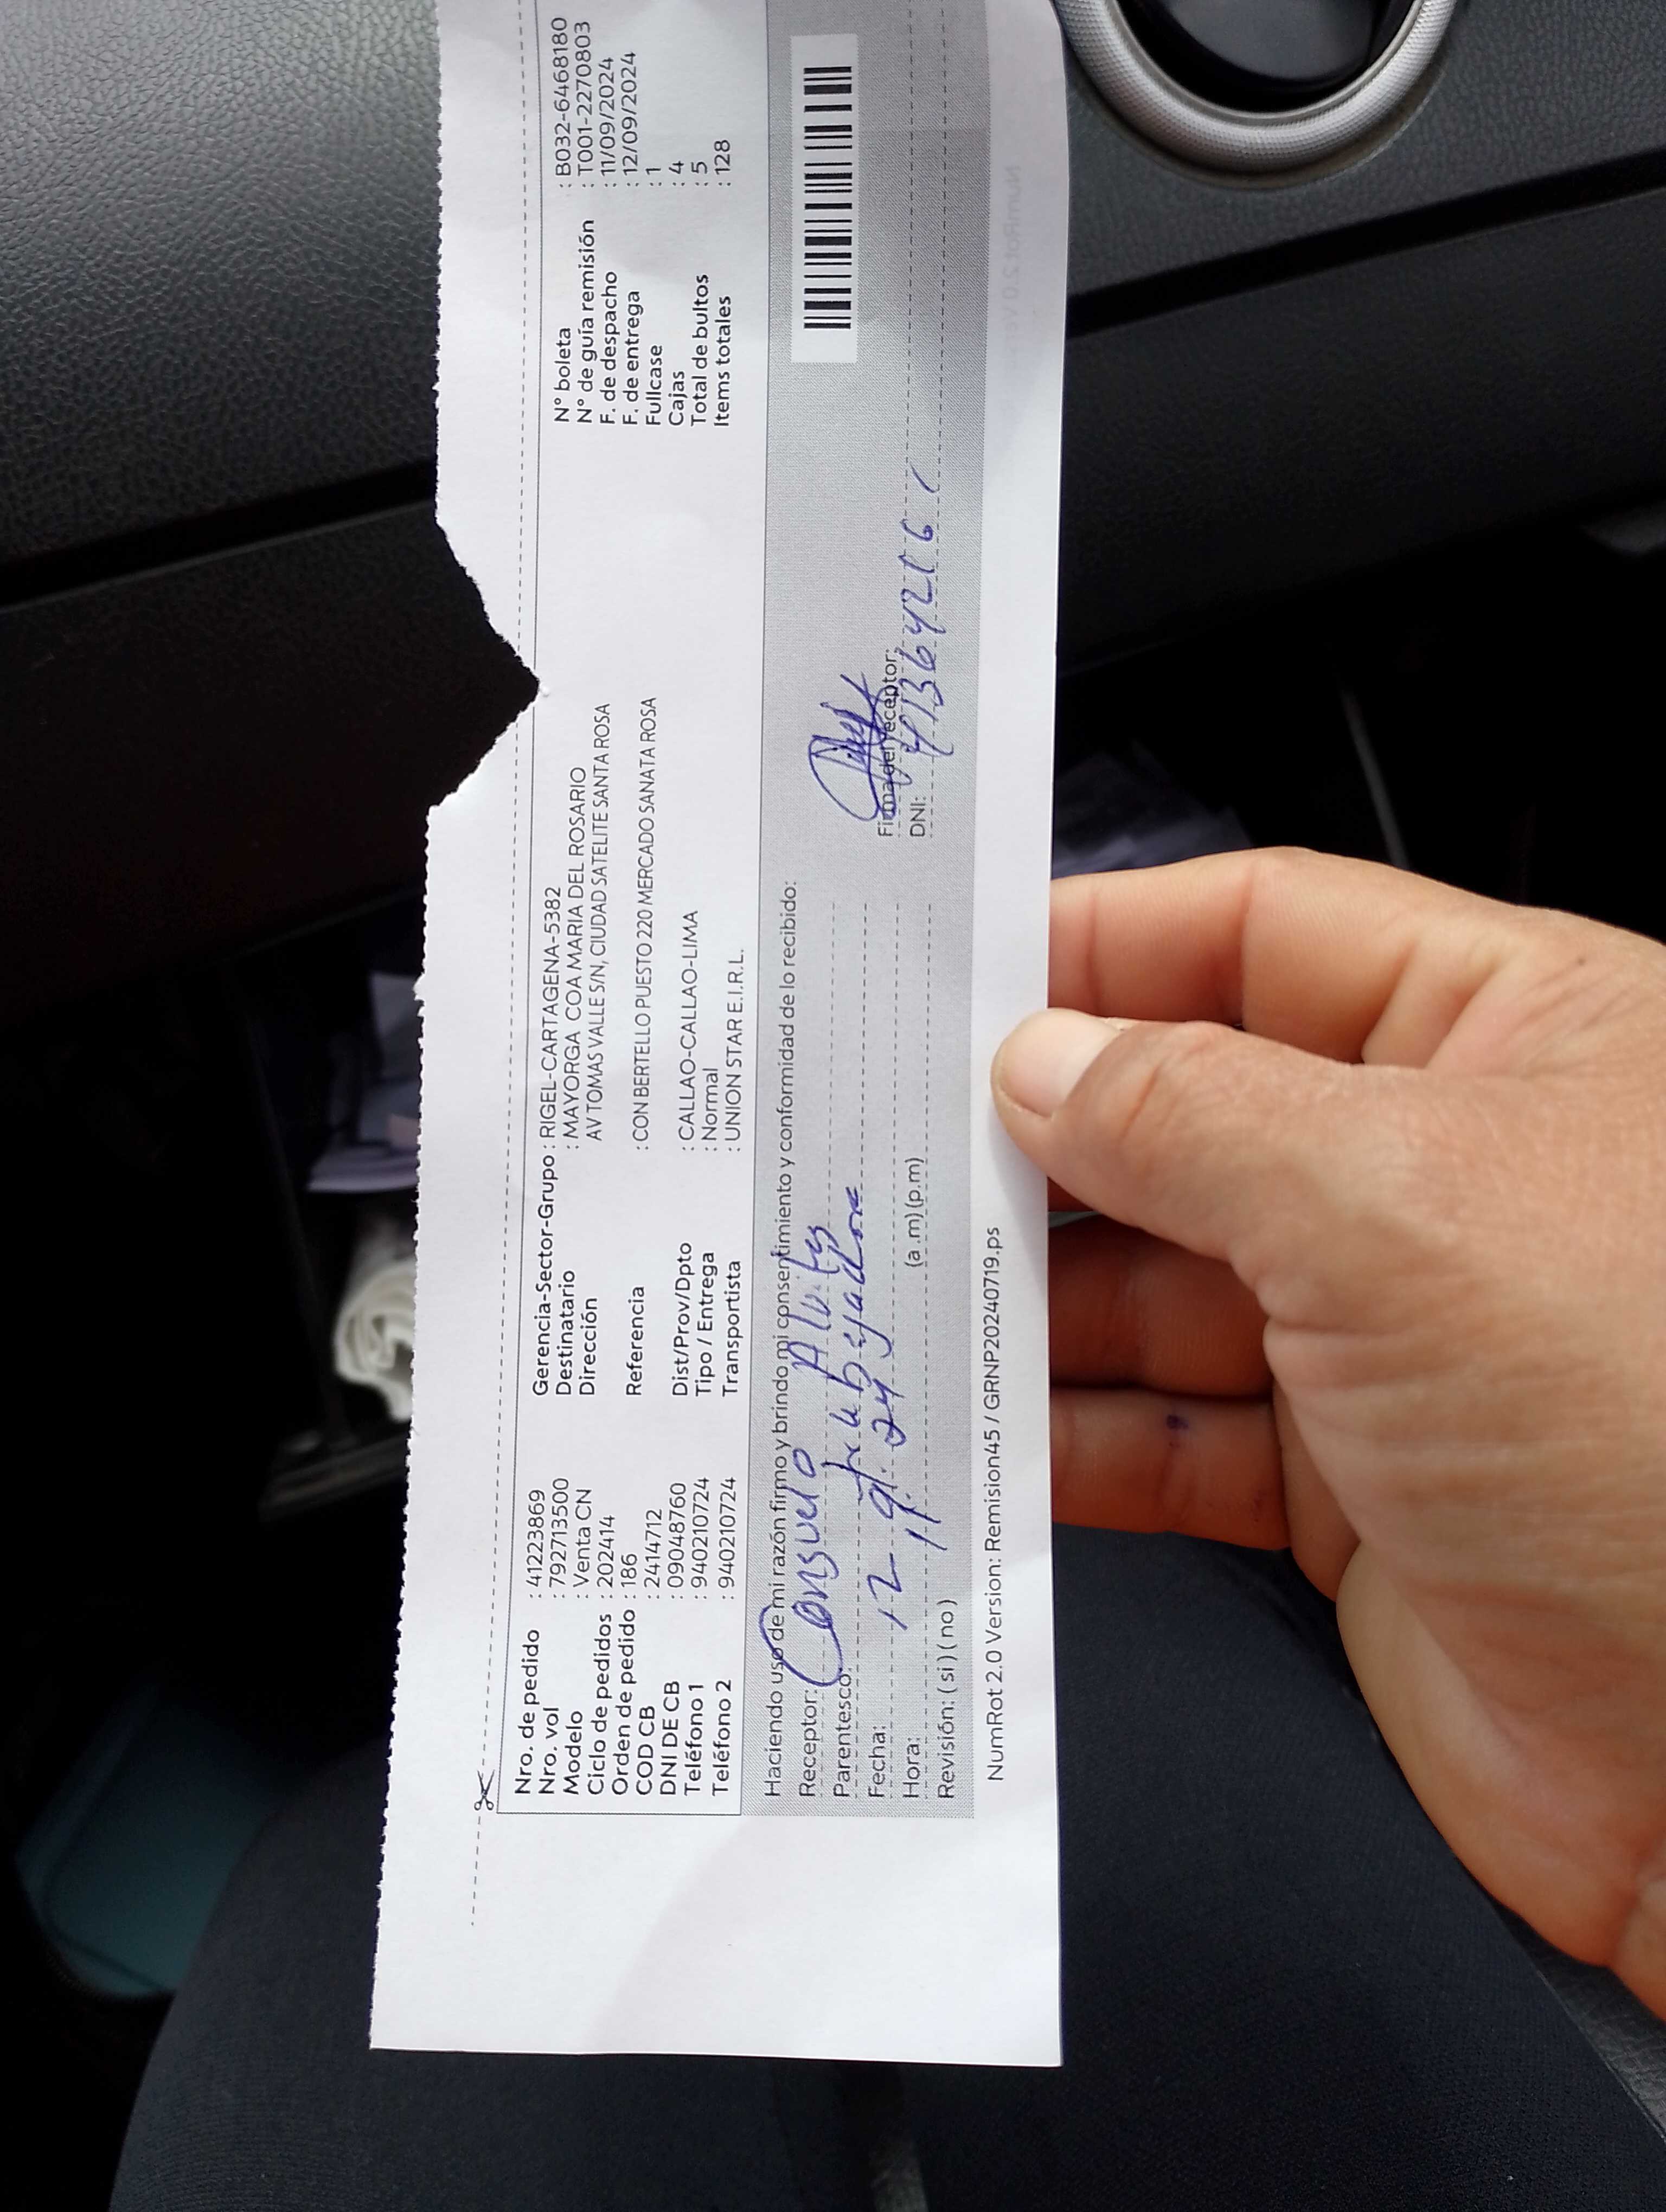 Nro. de pedido : 41223869
Nro. vol : 792713500
Modelo : Venta CN
Ciclo de pedidos : 202414
Orden de pedido : 186
COD CB : 2414712
DNI DE CB : 09048760
Teléfono 1 : 940210724
Teléfono 2 : 940210724
Gerencia-Sector-Grupo : RIGEL-CARTAGENA-5382
Destinatario : MAYORGA COA MARIA DEL ROSARIO
Dirección AV TOMAS VALLE S/N, CIUDAD SATELITE SANTA ROSA
Referencia : CON BERTELLO PUESTO 220 MERCADO SANATA ROSA
Dist/Prov/Dpto : CALLAO-CALLAO-LIMA
Tipo / Entrega : Normal
Transportista : UNION STAR E.I.R.L.
N° boleta : B032-6468180
N° de guía remisión : T001-2270803
F. de despacho : 11/09/2024
F. de entrega : 12/09/2024
Fullcase : 1
Cajas : 4
Total de bultos : 5
Items totales : 128
Haciendo uso de mi razón firmo y brindo mi consentimiento y conformidad de lo recibido:
Receptor: Consuelo
Parentesco:
Fecha: 12 24
Hora: (a .m) (p.m)
Revisión: ( si ) ( no )
Firma del receptor:
DNI:
NumRot 2.0 Version: Remision45 / GRNP20240719.ps